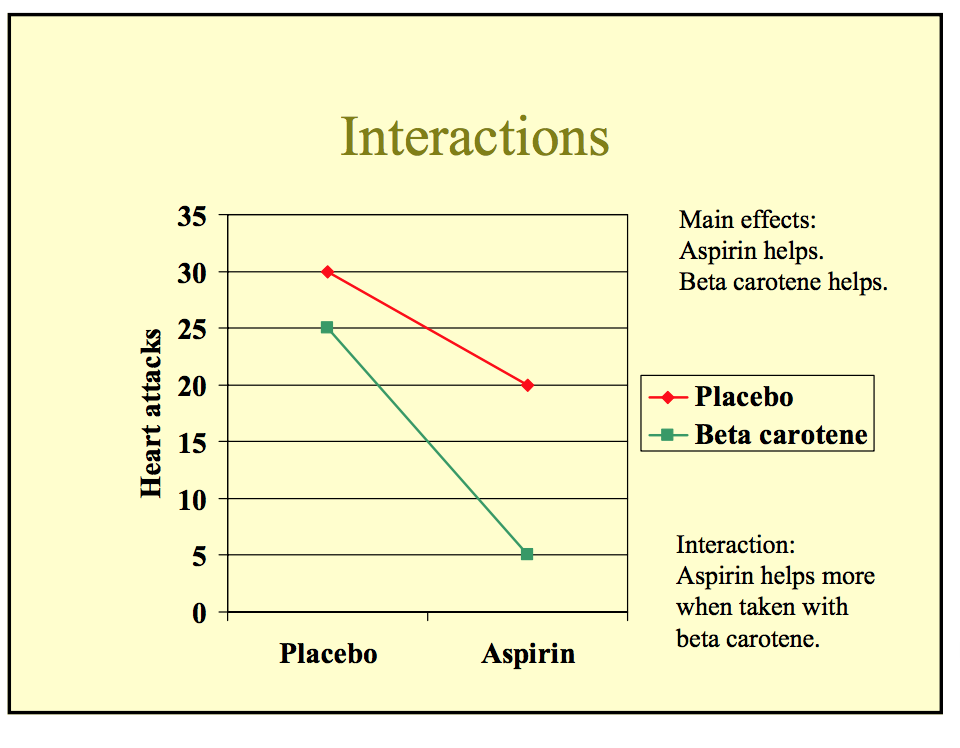 Interactions
35
30
25
20
15
10
5
0
Heart attacks
Placebo
Aspirin
Main effects:
Aspirin helps.
Beta carotene helps.
Placebo
Beta carotene
Interaction:
Aspirin helps more
when taken with
beta carotene.